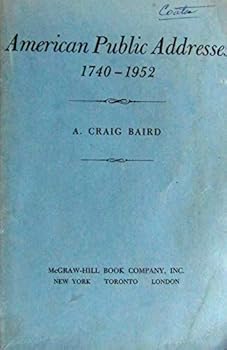 Coats
American Public Addresses
1740–1952
A. CRAIG BAIRD
McGRAW-HILL BOOK COMPANY, INC.
NEW YORK TORONTO LONDON